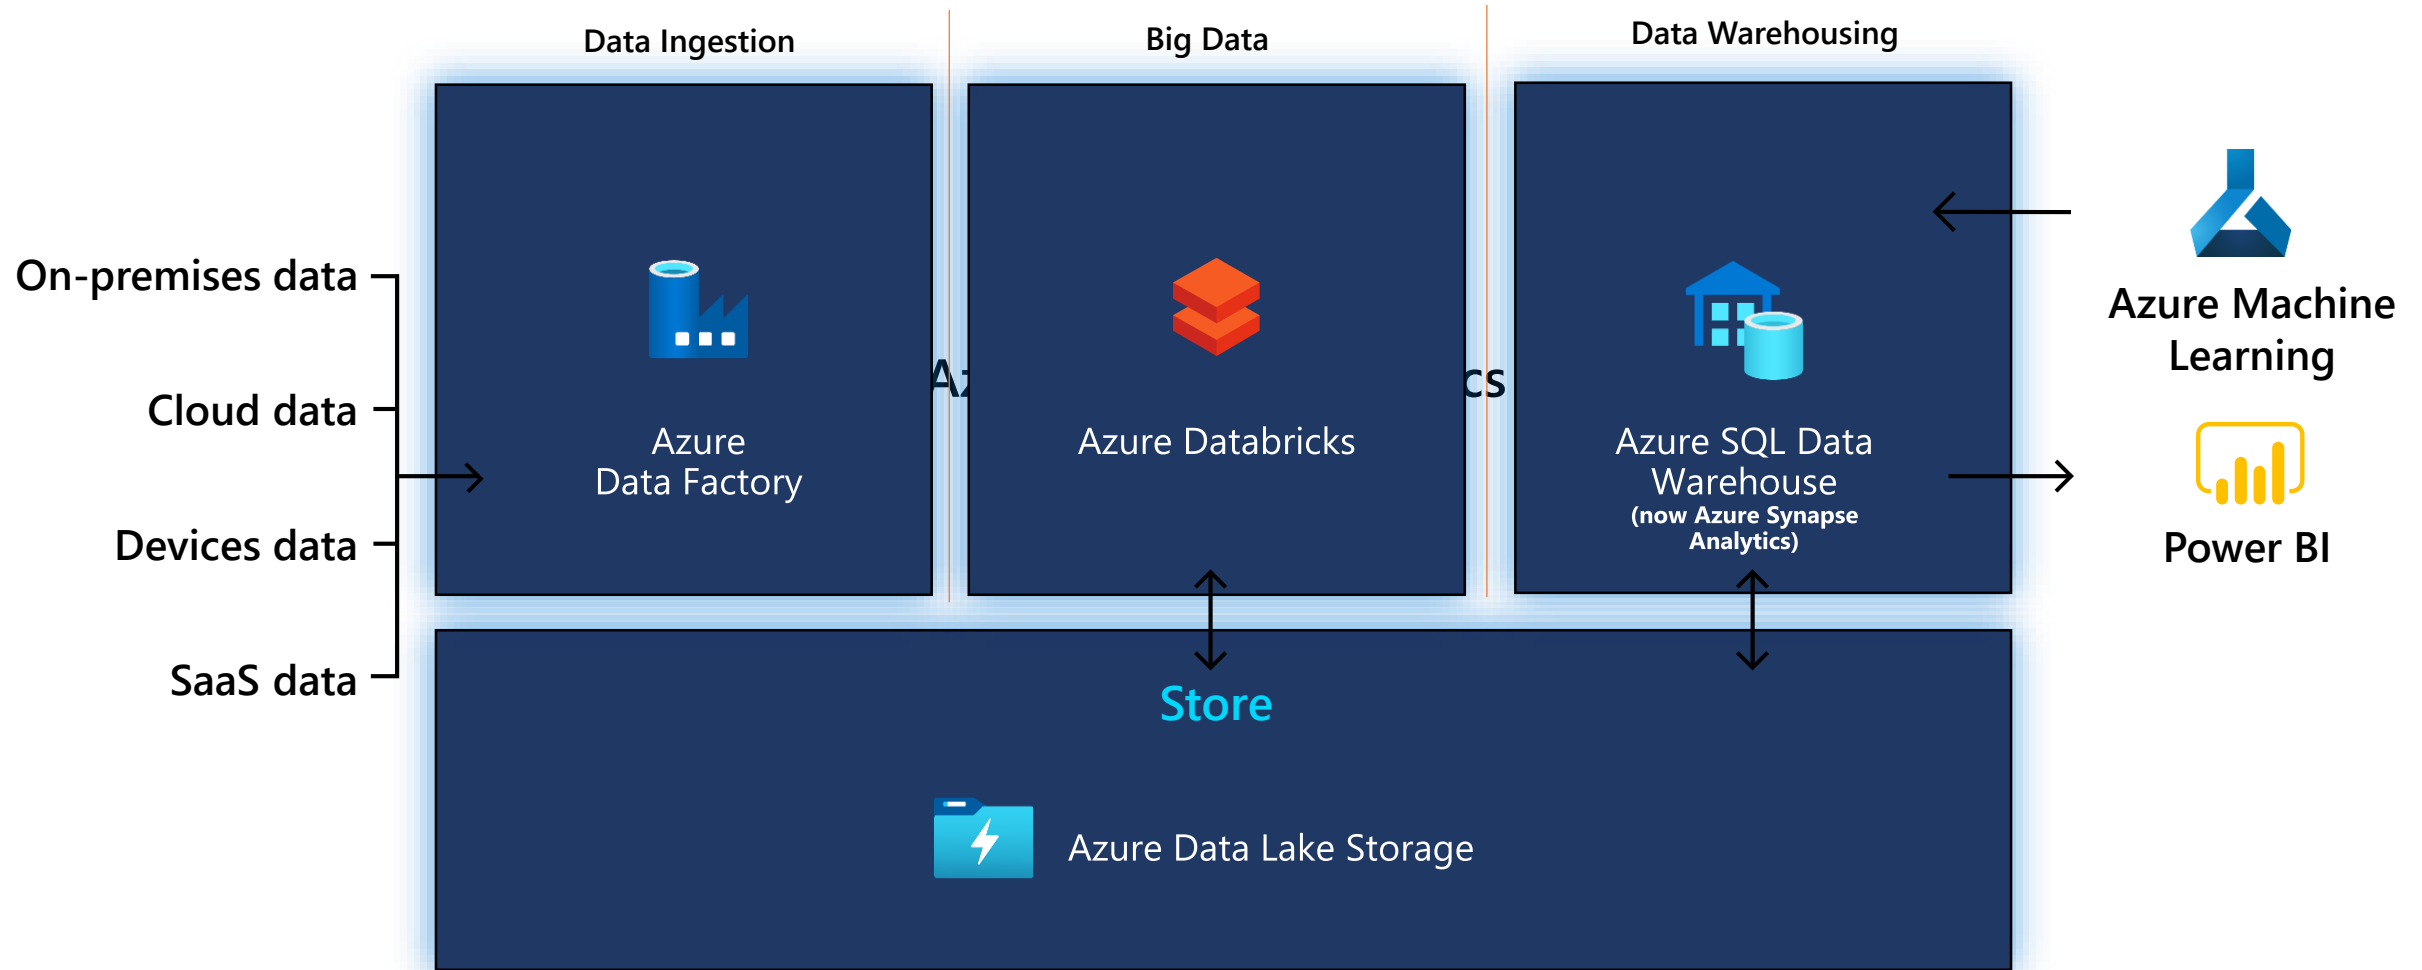 Data Ingestion
Big Data
Data Warehousing
On-premises data
Cloud data
Devices data
SaaS data
Azure
Data Factory
Azure Databricks
Azure SQL Data
Warehouse
(now Azure Synapse
Analytics)
Azure Machine
Learning
Power BI
Store
Azure Data Lake Storage